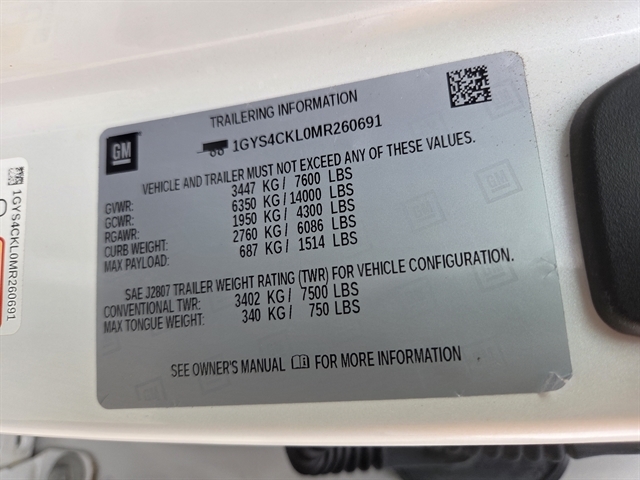 TRAILERING INFORMATION
GM
1GYS4CKL0MR260691
VEHICLE AND TRAILER MUST NOT EXCEED ANY OF THESE VALUES.
GVWR: 3447 KG/ 7600 LBS
GCWR: 6350 KG/14000 LBS
RGAWR: 1950 KG/ 4300 LBS
CURB WEIGHT: 2760 KG/ 6086 LBS
MAX PAYLOAD: 687 KG/ 1514 LBS
SAE J2807 TRAILER WEIGHT RATING (TWR) FOR VEHICLE CONFIGURATION.
CONVENTIONAL TWR: 3402 KG/ 7500 LBS
MAX TONGUE WEIGHT: 340 KG/ 750 LBS
SEE OWNER'S MANUAL FOR MORE INFORMATION
1GYS4CKL0MR260691